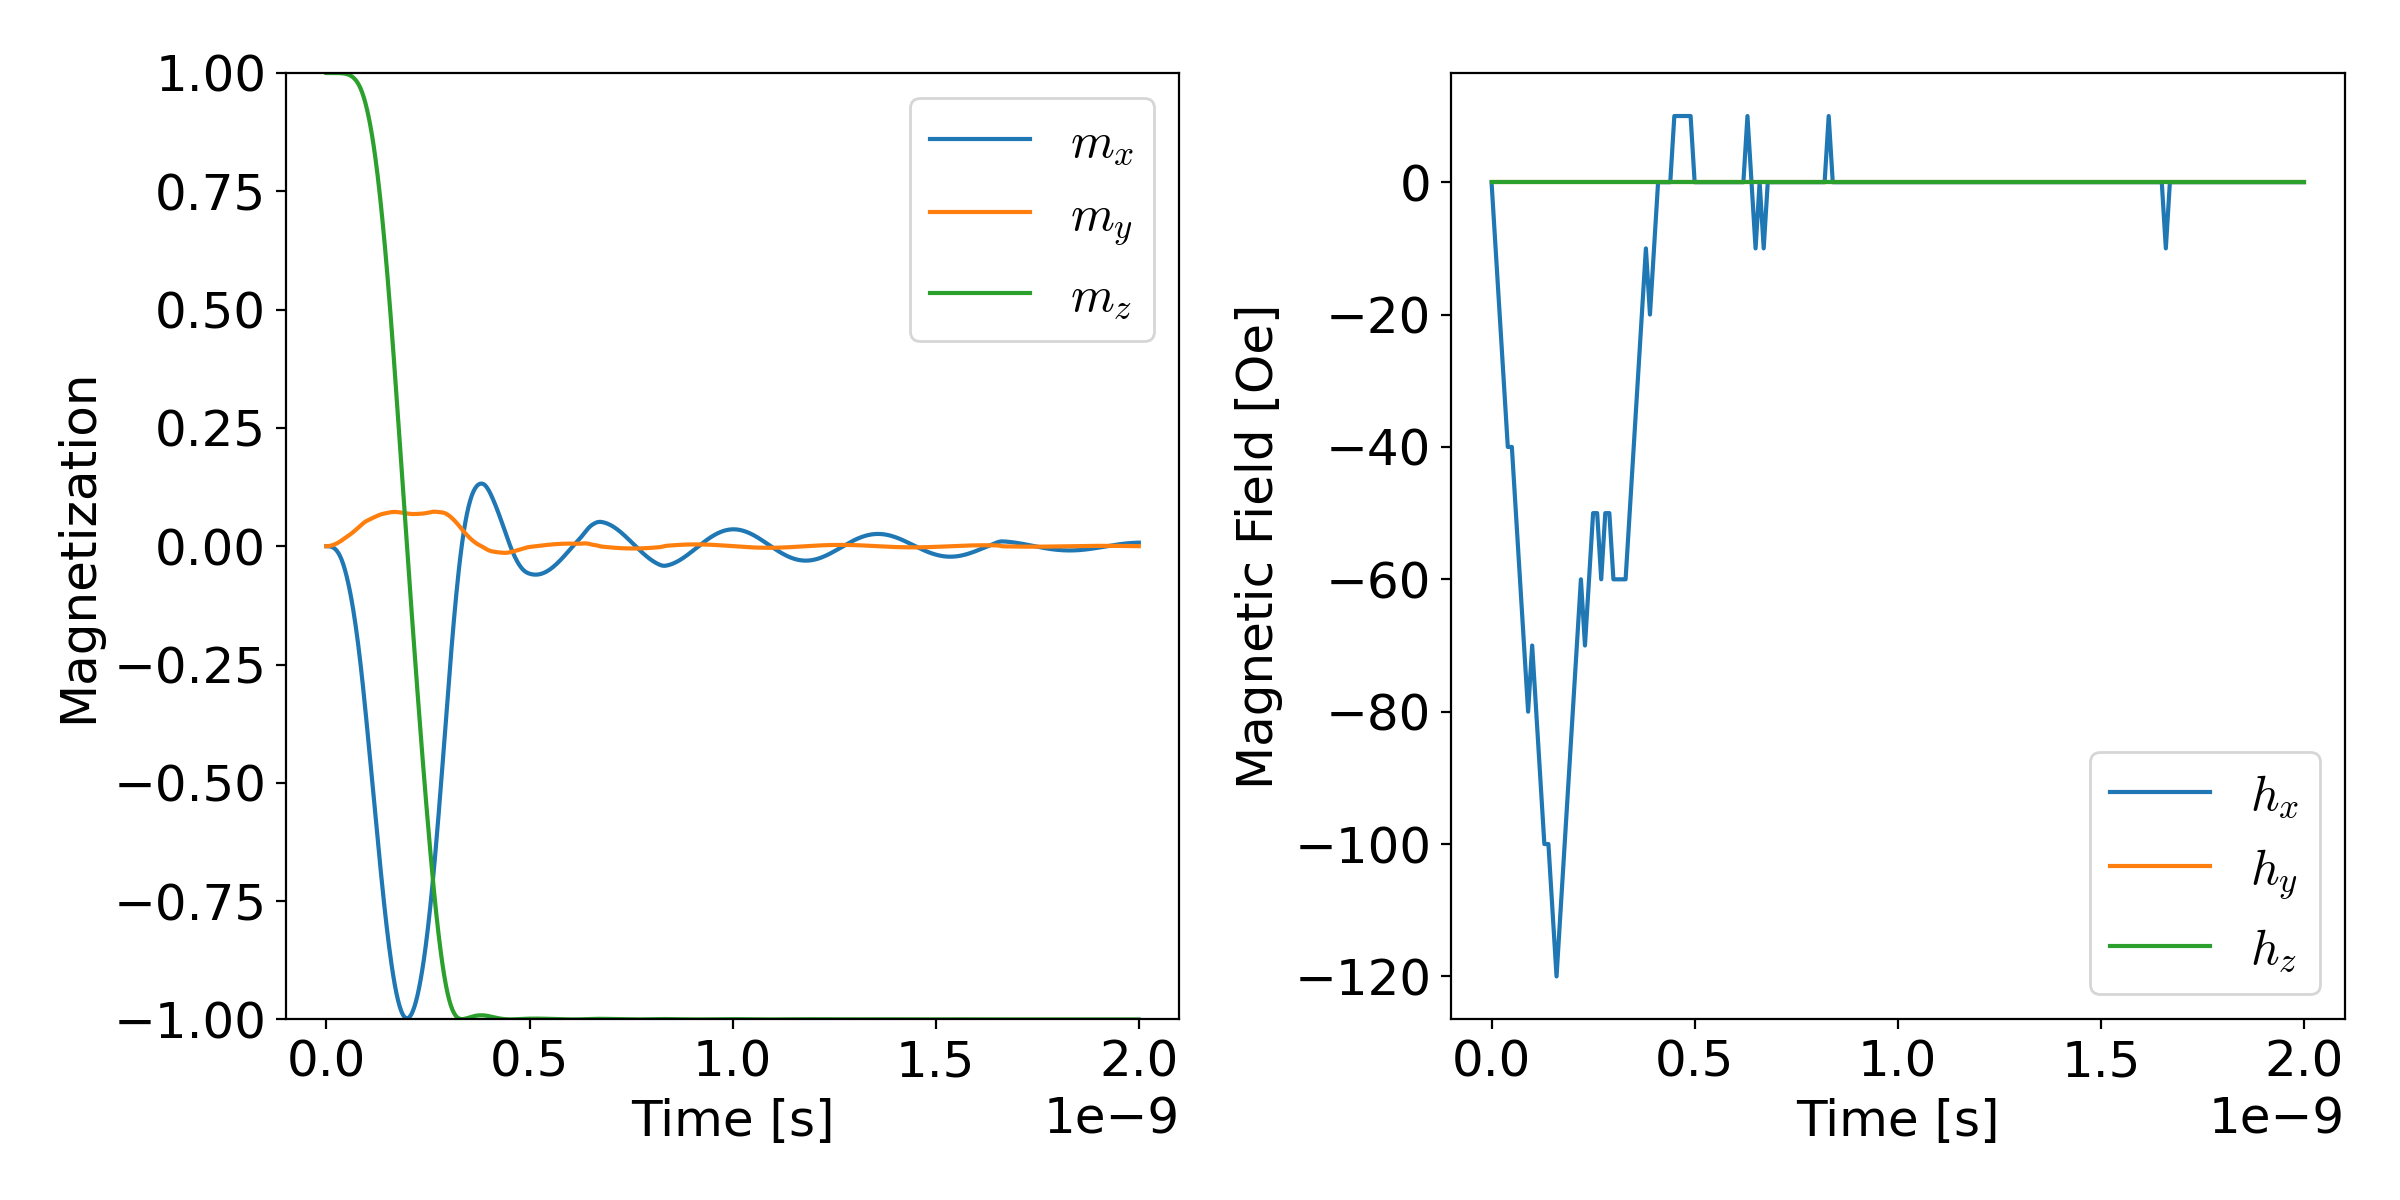 Magnetization
1.00
0.75
0.50
0.25
0.00
−0.25
−0.50
−0.75
−1.00
m_x
m_y
m_z
0.0 0.5 1.0 1.5 2.0
Time [s]
1e−9
Magnetic Field [Oe]
0
−20
−40
−60
−80
−100
−120
h_x
h_y
h_z
0.0 0.5 1.0 1.5 2.0
Time [s]
1e−9